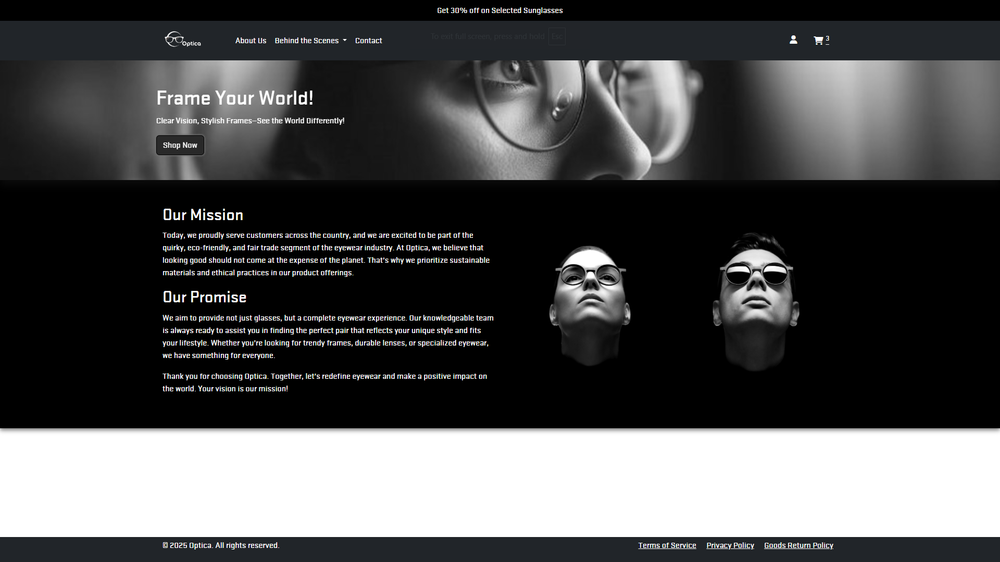 Get 30% off on Selected Sunglasses
To exit full screen, press and hold Esc
Optica
About Us
Behind the Scenes
Contact
3
Frame Your World!
Clear Vision, Stylish Frames—See the World Differently!
Shop Now
Our Mission
Today, we proudly serve customers across the country, and we are excited to be part of the
quirky, eco-friendly, and fair trade segment of the eyewear industry. At Optica, we believe that
looking good should not come at the expense of the planet. That's why we prioritize sustainable
materials and ethical practices in our product offerings.
Our Promise
We aim to provide not just glasses, but a complete eyewear experience. Our knowledgeable team
is always ready to assist you in finding the perfect pair that reflects your unique style and fits
your lifestyle. Whether you're looking for trendy frames, durable lenses, or specialized eyewear,
we have something for everyone.
Thank you for choosing Optica. Together, let's redefine eyewear and make a positive impact on
the world. Your vision is our mission!
© 2025 Optica. All rights reserved.
Terms of Service
Privacy Policy
Goods Return Policy